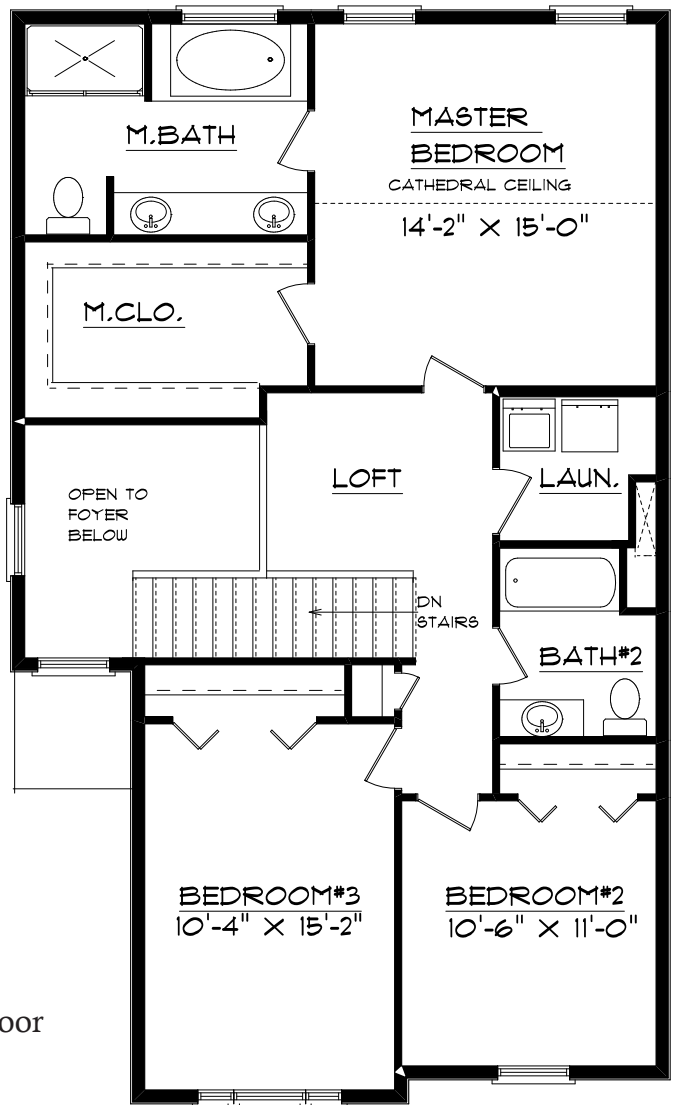 M.BATH
MASTER
BEDROOM
CATHEDRAL CEILING
14'-2" X 15'-0"
M.CLO.
LOFT
LAUN.
OPEN TO
FOYER
BELOW
DN
STAIRS
BATH#2
BEDROOM#3
10'-4" X 15'-2"
BEDROOM#2
10'-6" X 11'-0"
oor